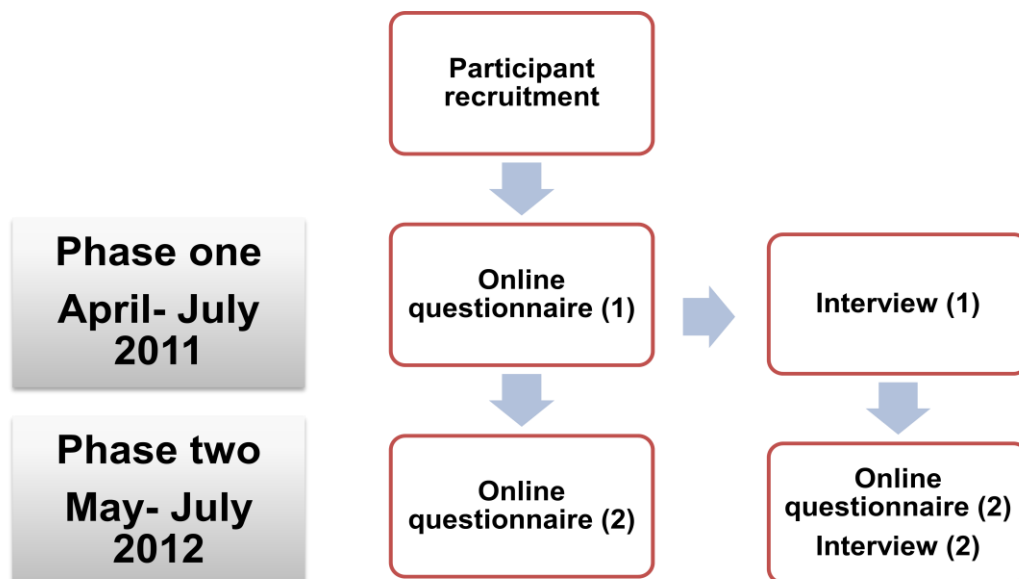 Participant
recruitment
Phase one
April- July
2011
Online
questionnaire (1)
Interview (1)
Phase two
May- July
2012
Online
questionnaire (2)
Online
questionnaire (2)
Interview (2)